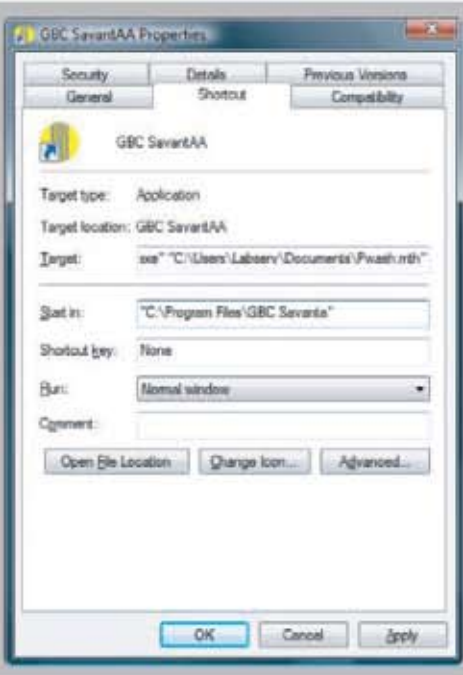 GBC SavantAA Properties
Security Details Previous Versions
General Shortcut Compatibility
GBC SavantAA
Target type: Application
Target location: GBC SavantAA
Target: exe" "C:\Users\Labserv\Documents\Pwash.mth"
Start in: "C:\Program Files\GBC Savanta"
Shortcut key: None
Run: Normal window
Comment:
Open File Location Change Icon... Advanced...
OK Cancel Apply